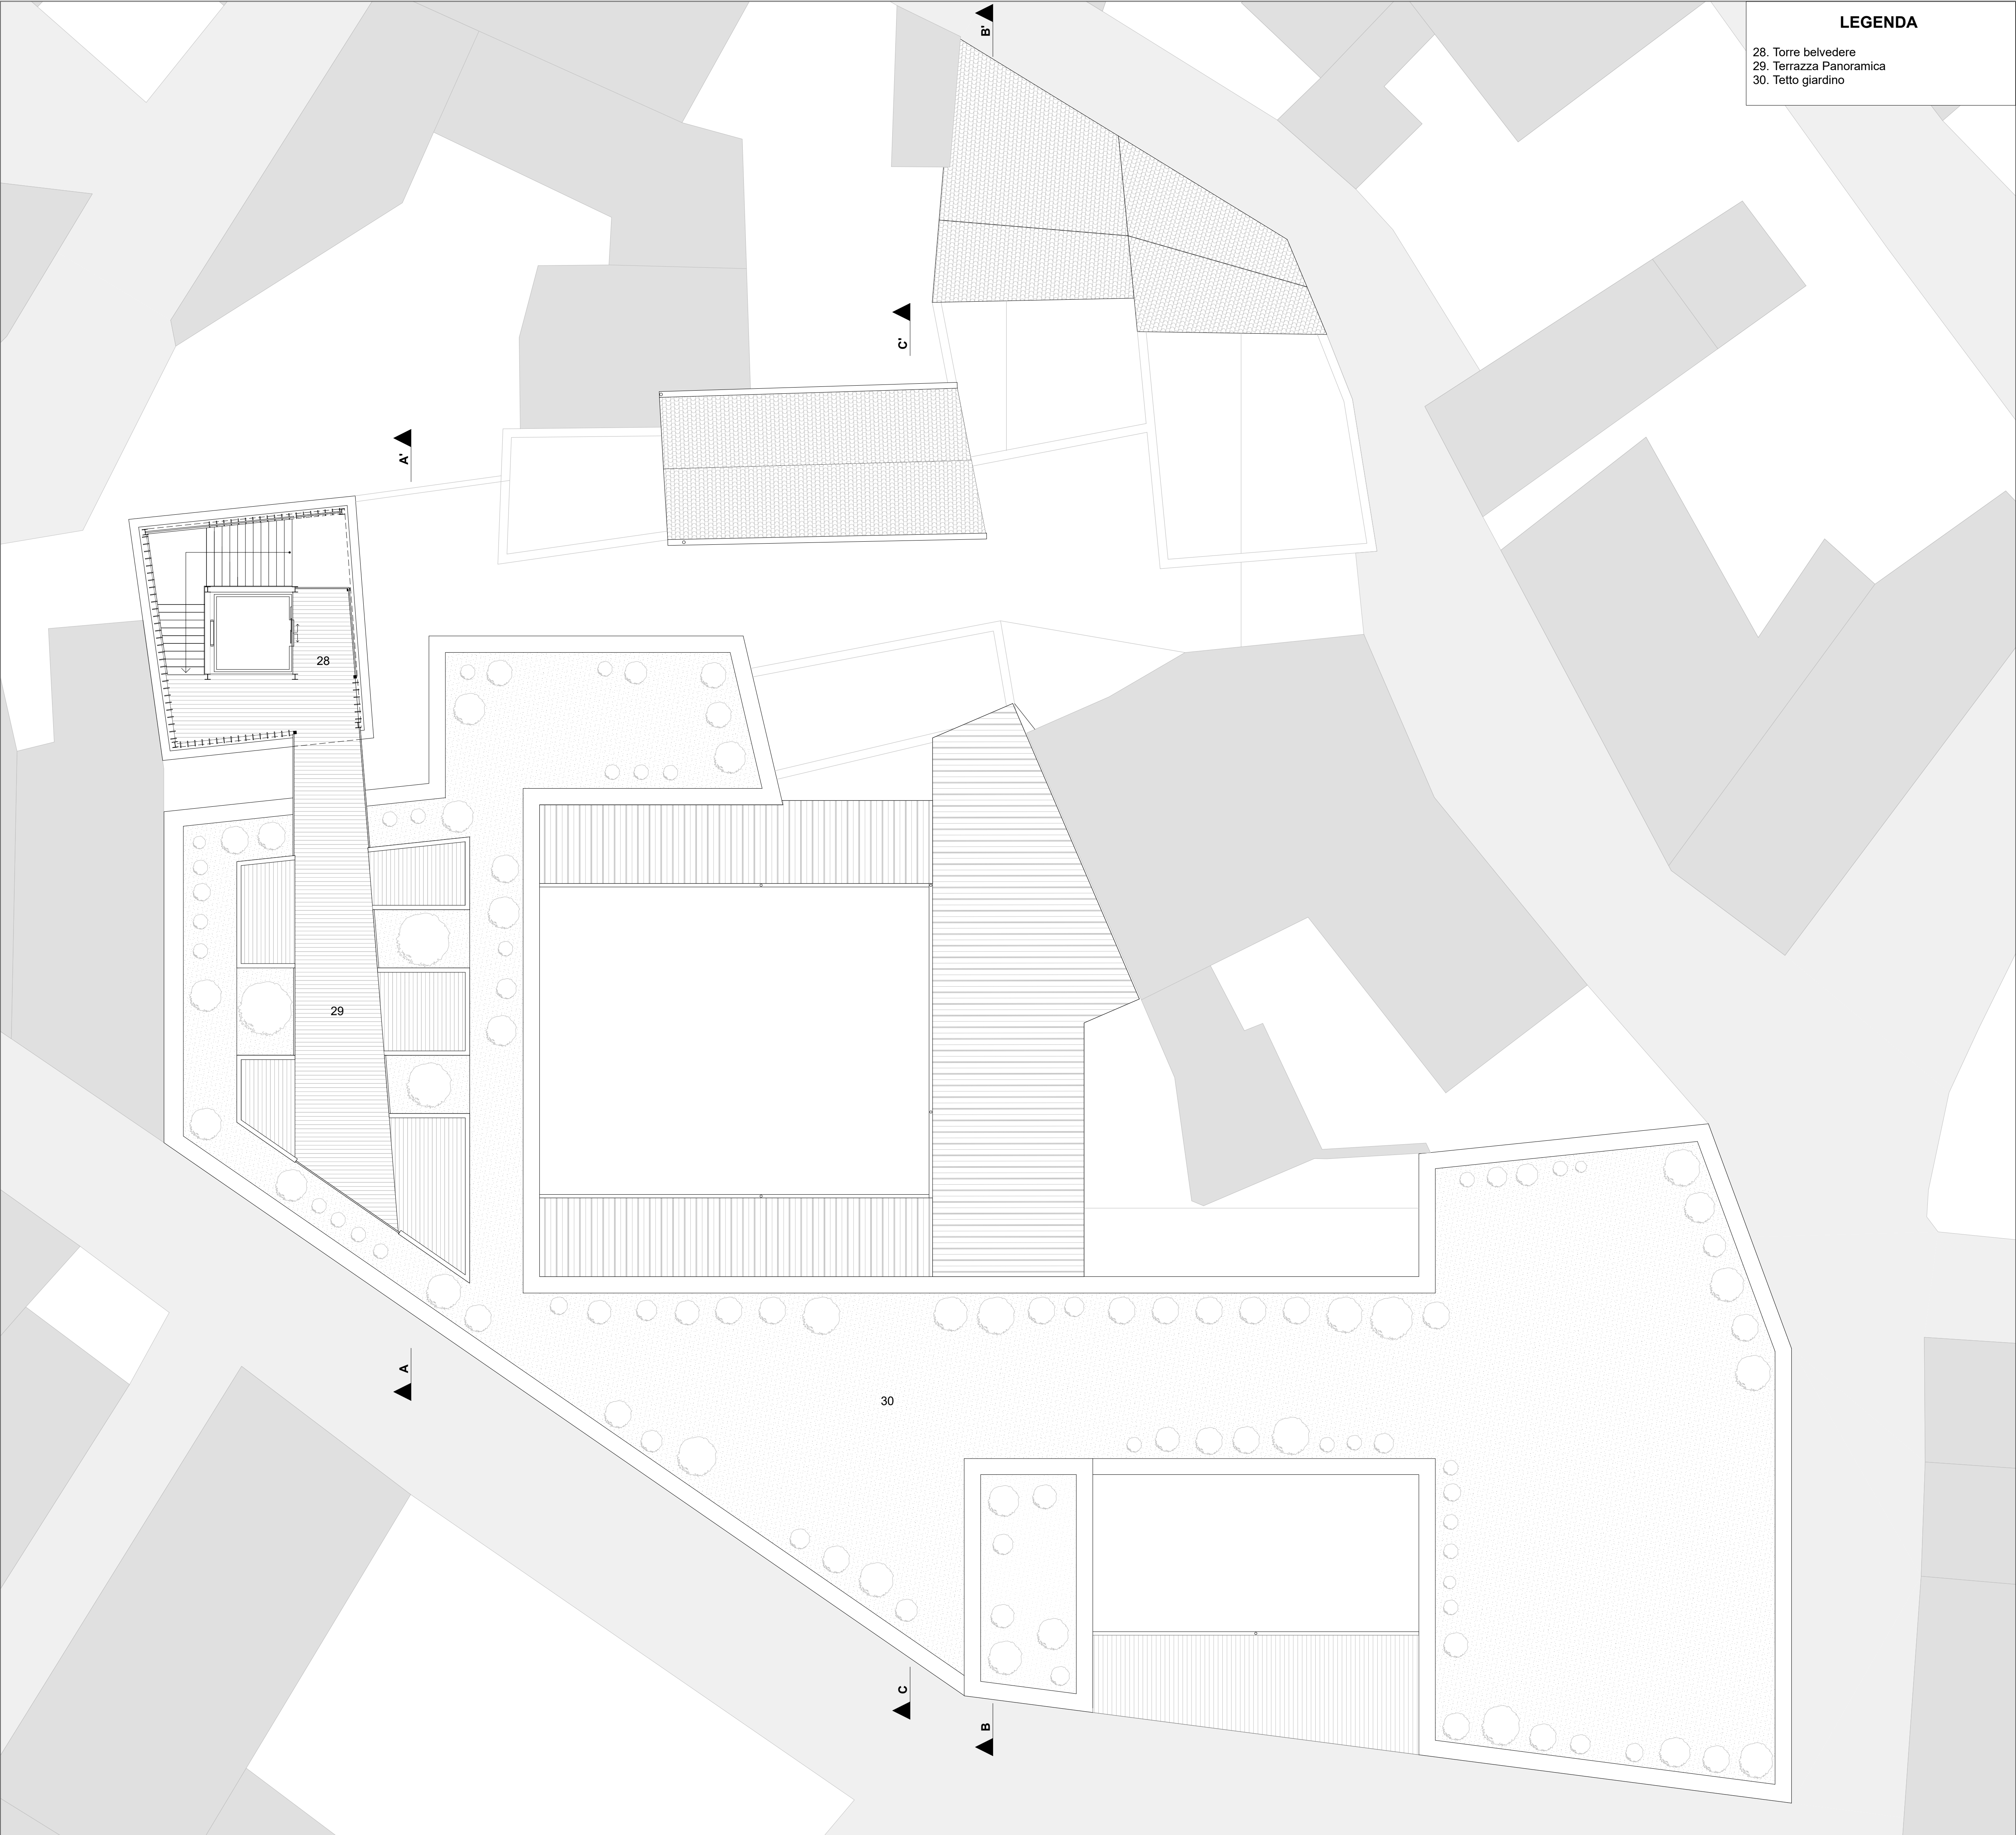 LEGENDA
28. Torre belvedere
29. Terrazza Panoramica
30. Tetto giardino
B'
C'
A'
28
29
A
30
C
B